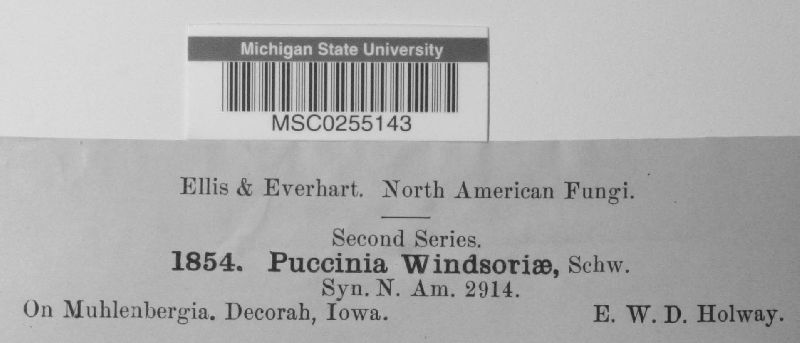 Michigan State University
MSC0255143
Ellis & Everhart. North American Fungi.
Second Series.
1854. Puccinia Windsoriæ, Schw.
Syn. N. Am. 2914.
On Muhlenbergia. Decorah, Iowa. E. W. D. Holway.